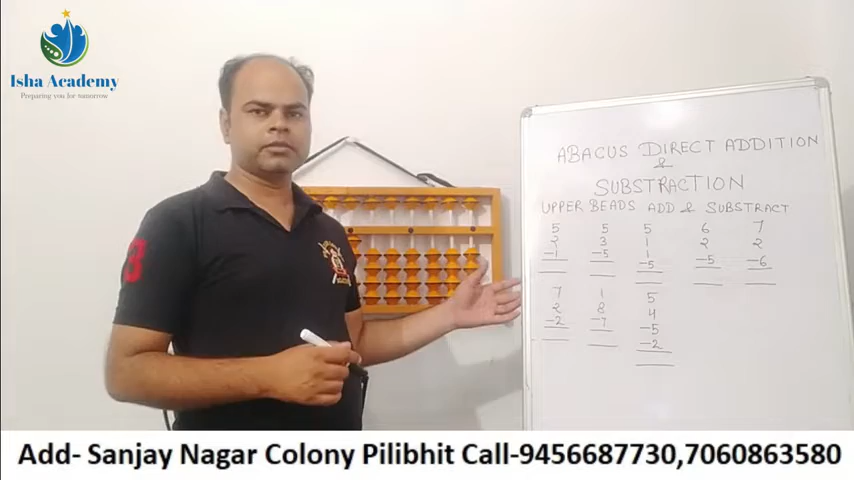 Isha Academy
Preparing you for tomorrow
ABACUS DIRECT ADDITION
&
SUBSTRACTION
UPPER BEADS ADD & SUBSTRACT
5 5 5 6 7
2 3 1 2 2
-1 -5 1 -5 -6
-5
7 1 5
2 8 4
-2 -7 -5
-2
3
Add- Sanjay Nagar Colony Pilibhit Call-9456687730,7060863580